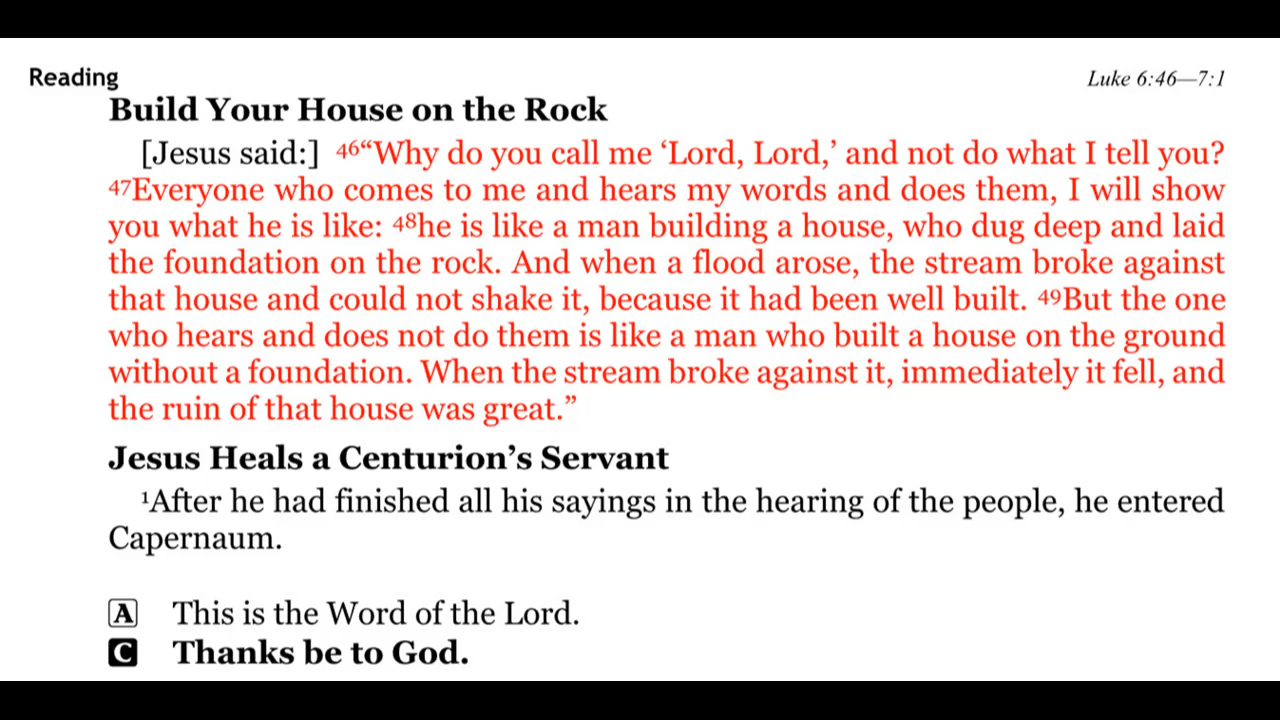 Reading
Luke 6:46—7:1
Build Your House on the Rock
[Jesus said:] 46“Why do you call me ‘Lord, Lord,’ and not do what I tell you?
47Everyone who comes to me and hears my words and does them, I will show
you what he is like: 48he is like a man building a house, who dug deep and laid
the foundation on the rock. And when a flood arose, the stream broke against
that house and could not shake it, because it had been well built. 49But the one
who hears and does not do them is like a man who built a house on the ground
without a foundation. When the stream broke against it, immediately it fell, and
the ruin of that house was great.”
Jesus Heals a Centurion’s Servant
1After he had finished all his sayings in the hearing of the people, he entered
Capernaum.
A This is the Word of the Lord.
C Thanks be to God.